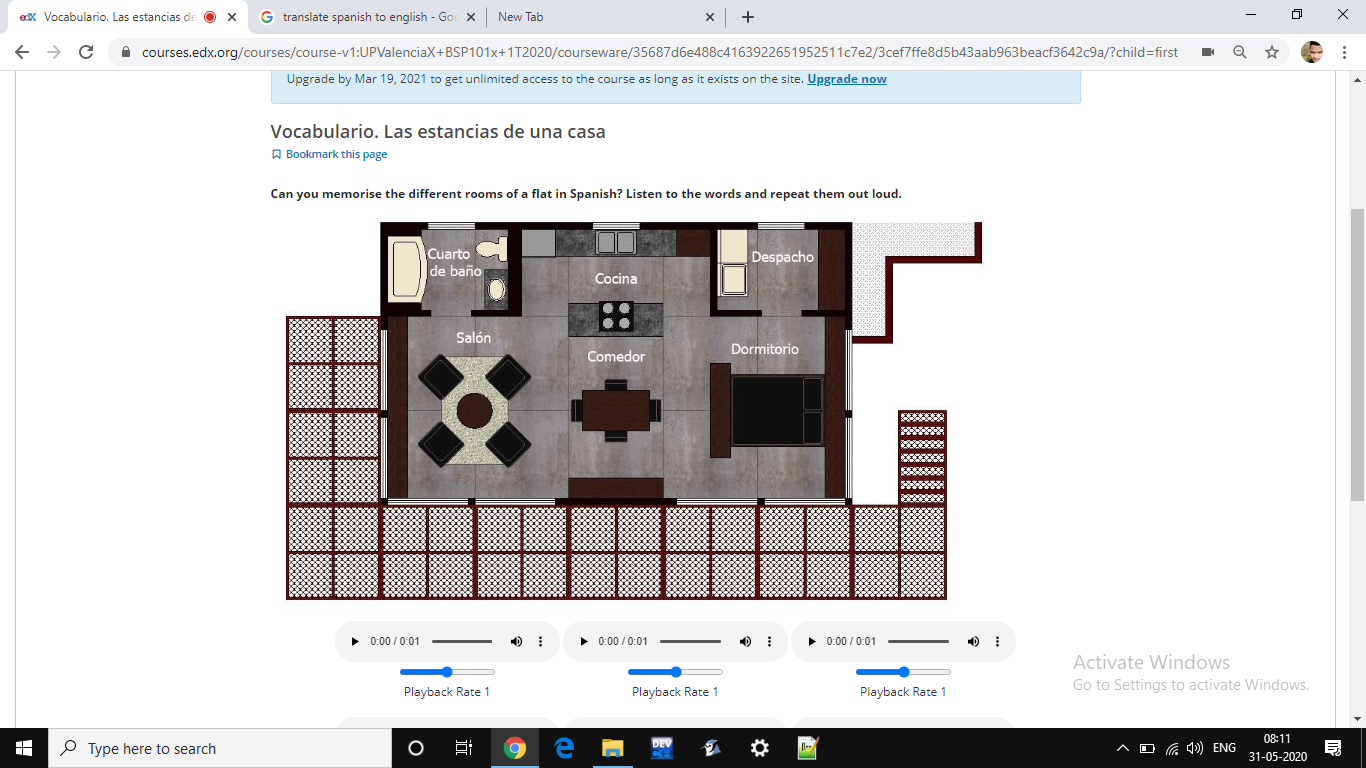 Vocabulario. Las estancias de
translate spanish to english - Goo
New Tab
courses.edx.org/courses/course-v1:UPValenciaX+BSP101x+1T2020/courseware/35687d6e488c4163922651952511c7e2/3cef7ffe8d5b43aab963beacf3642c9a/?child=first
Upgrade by Mar 19, 2021 to get unlimited access to the course as long as it exists on the site. Upgrade now
Vocabulario. Las estancias de una casa
Bookmark this page
Can you memorise the different rooms of a flat in Spanish? Listen to the words and repeat them out loud.
Cuarto
de baño
Cocina
Despacho
Salón
Comedor
Dormitorio
0:00 / 0:01
0:00 / 0:01
0:00 / 0:01
Playback Rate 1
Playback Rate 1
Playback Rate 1
Activate Windows
Go to Settings to activate Windows.
Type here to search
DEV
ENG
08:11
31-05-2020